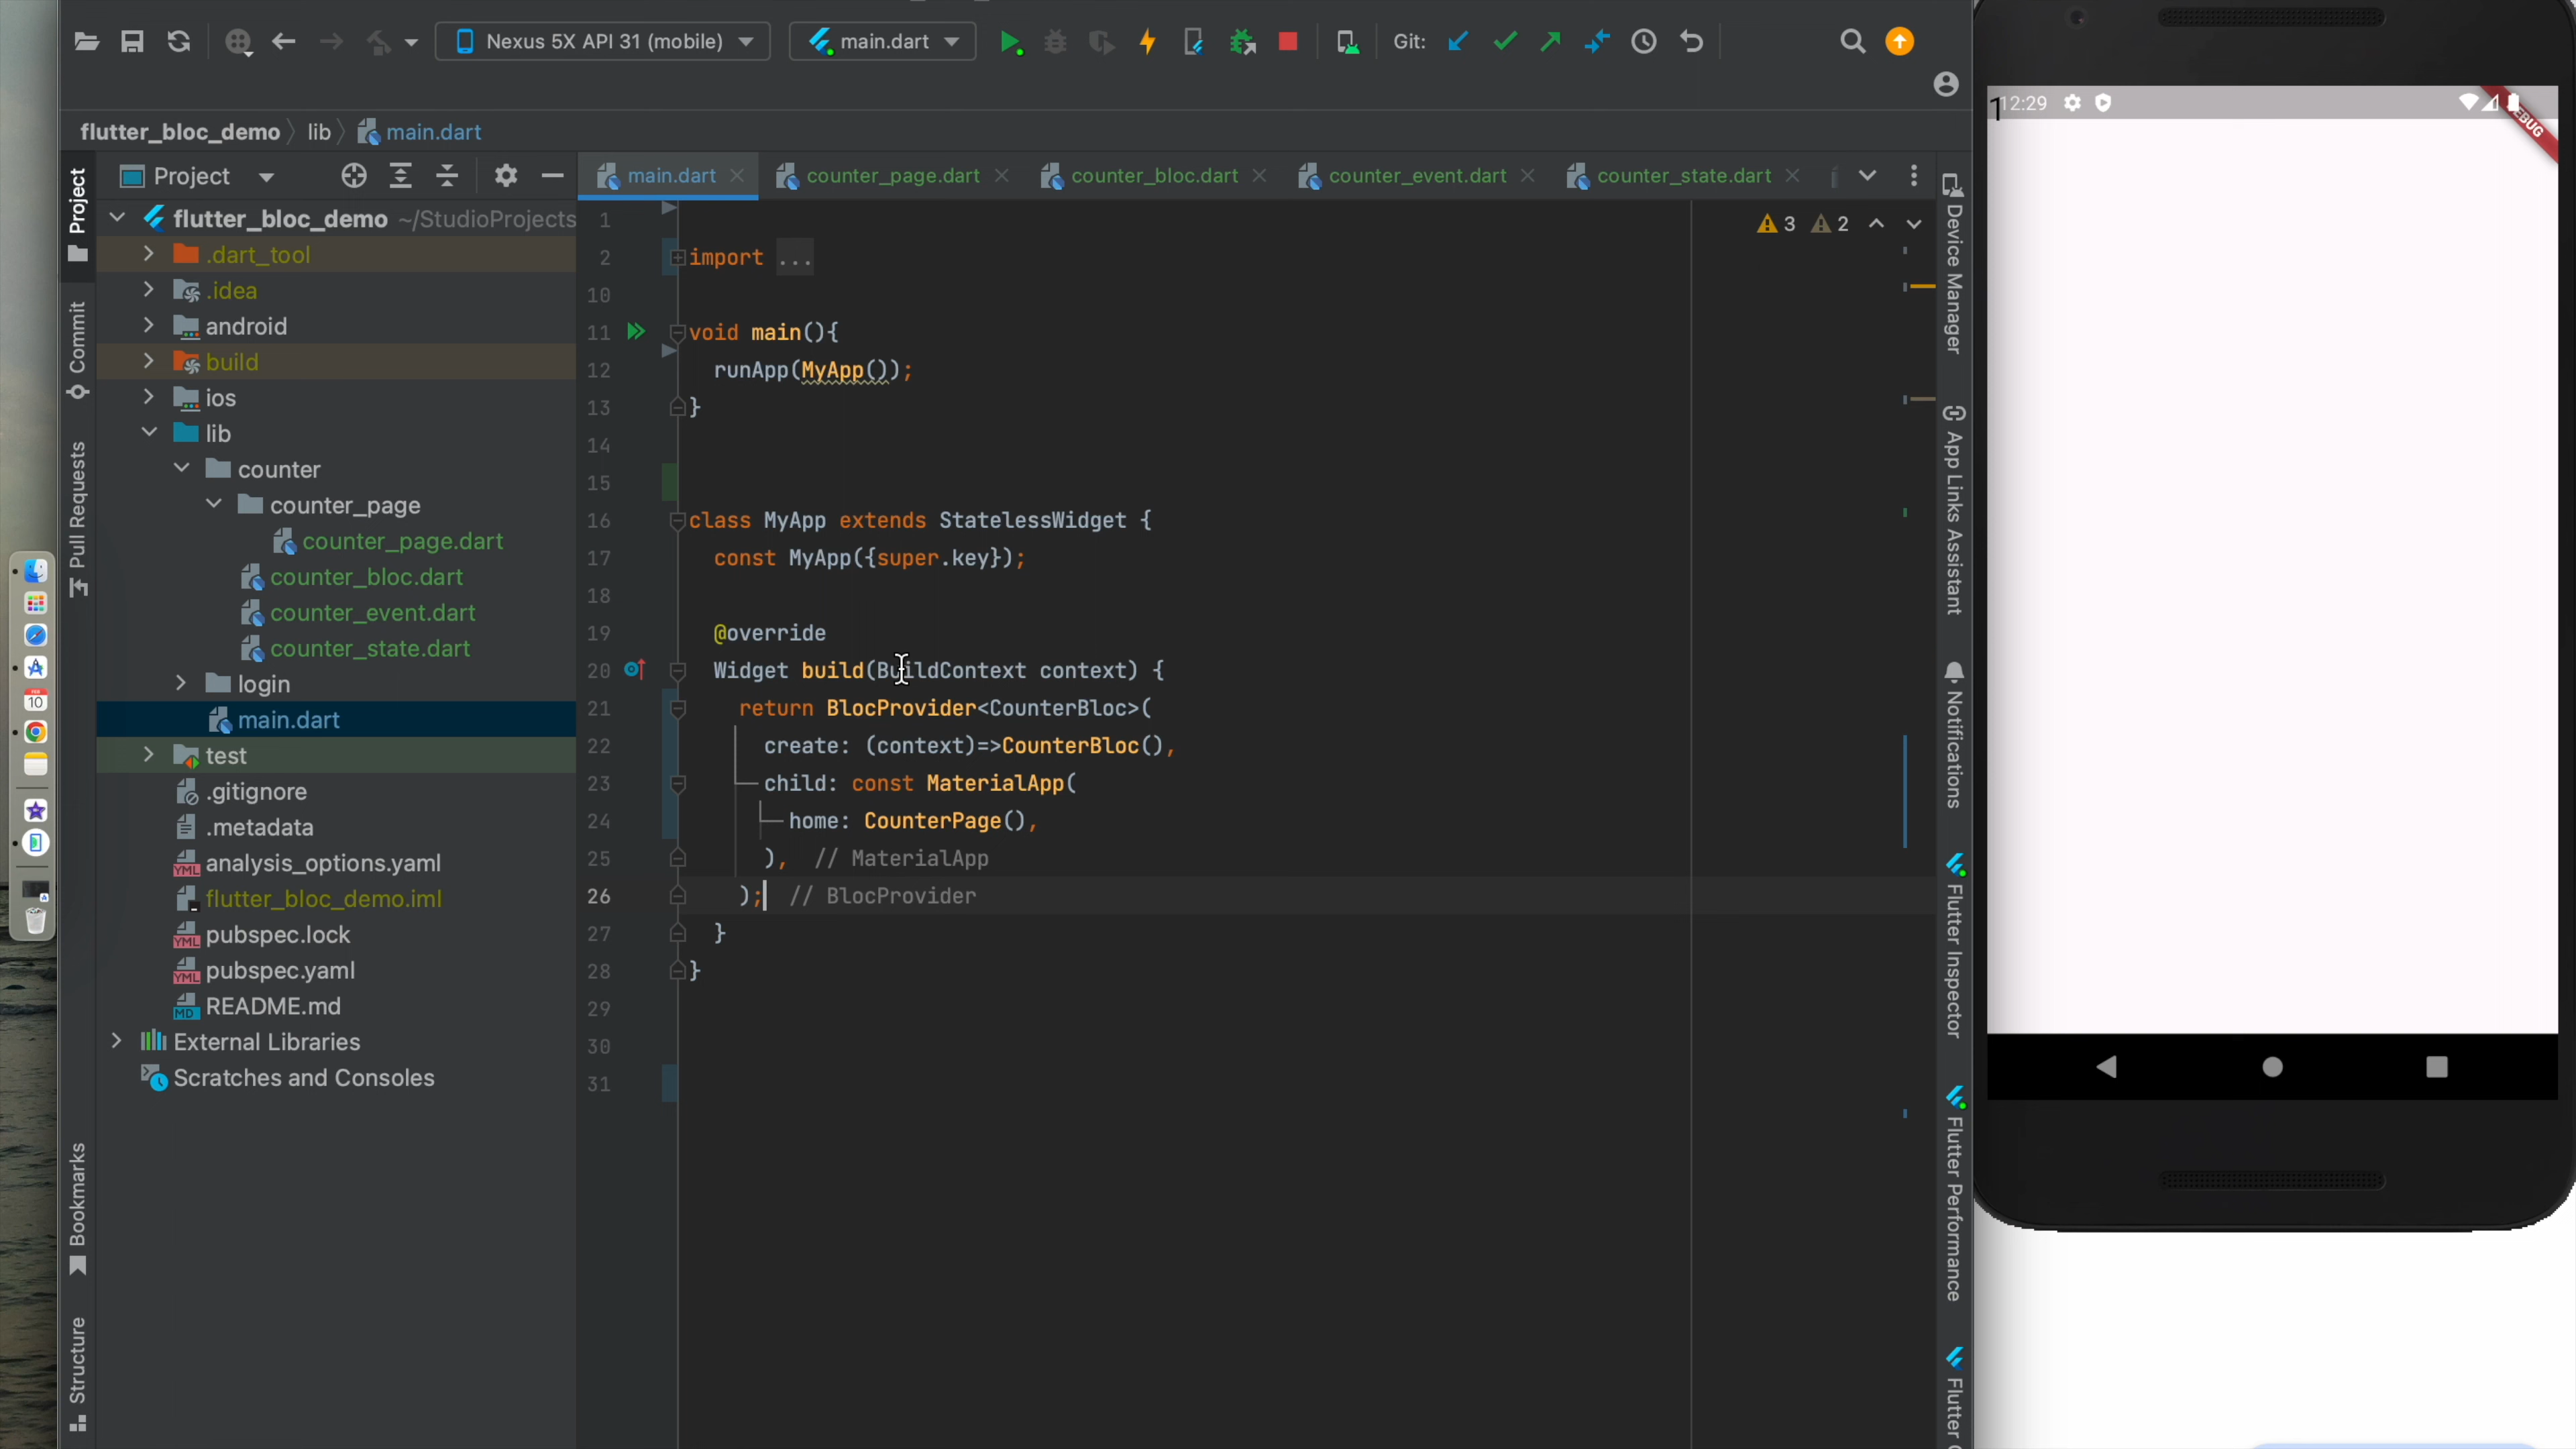 Nexus 5X API 31 (mobile)
main.dart
Git:
flutter_bloc_demo
lib
main.dart
Project
main.dart
counter_page.dart
counter_bloc.dart
counter_event.dart
counter_state.dart
Project
Commit
Pull Requests
Bookmarks
Structure
flutter_bloc_demo ~/StudioProjects
.dart_tool
.idea
android
build
ios
lib
counter
counter_page
counter_page.dart
counter_bloc.dart
counter_event.dart
counter_state.dart
login
main.dart
test
.gitignore
.metadata
analysis_options.yaml
flutter_bloc_demo.iml
pubspec.lock
pubspec.yaml
README.md
External Libraries
Scratches and Consoles
3 2
1
2 import ...
10
11 void main(){
12 runApp(MyApp());
13 }
14
15
16 class MyApp extends StatelessWidget {
17 const MyApp({super.key});
18
19 @override
20 Widget build(BuildContext context) {
21 return BlocProvider<CounterBloc>(
22 create: (context)=>CounterBloc(),
23 child: const MaterialApp(
24 home: CounterPage(),
25 ), // MaterialApp
26 ); // BlocProvider
27 }
28 }
29
30
31
Device Manager
App Links Assistant
Notifications
Flutter Inspector
Flutter Performance
Flutter
1
12:29